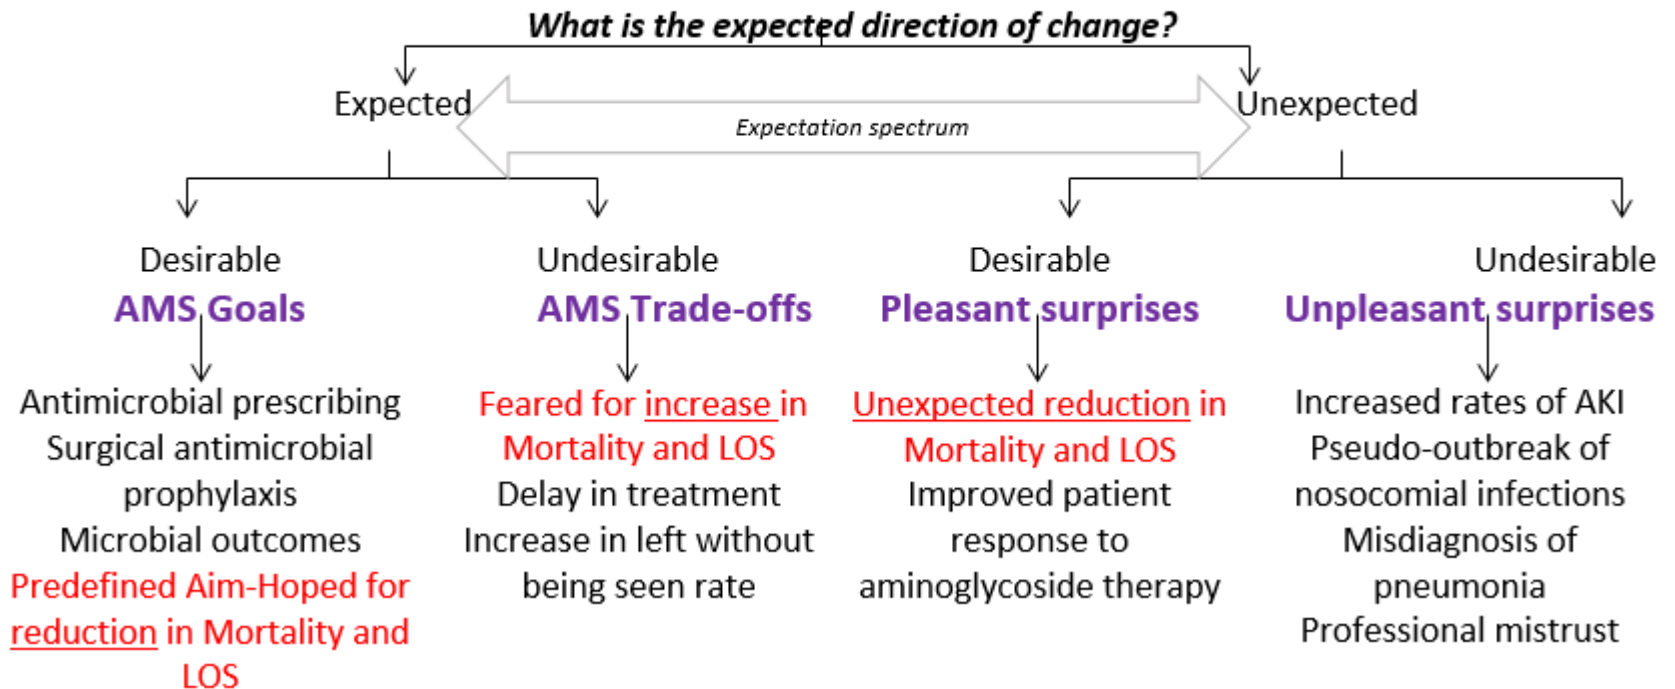 What is the expected direction of change?
Expected
Unexpected
Expectation spectrum
Desirable
AMS Goals
Antimicrobial prescribing
Surgical antimicrobial
prophylaxis
Microbial outcomes
Predefined Aim-Hoped for
reduction in Mortality and
LOS
Undesirable
AMS Trade-offs
Feared for increase in
Mortality and LOS
Delay in treatment
Increase in left without
being seen rate
Desirable
Pleasant surprises
Unexpected reduction in
Mortality and LOS
Improved patient
response to
aminoglycoside therapy
Undesirable
Unpleasant surprises
Increased rates of AKI
Pseudo-outbreak of
nosocomial infections
Misdiagnosis of
pneumonia
Professional mistrust